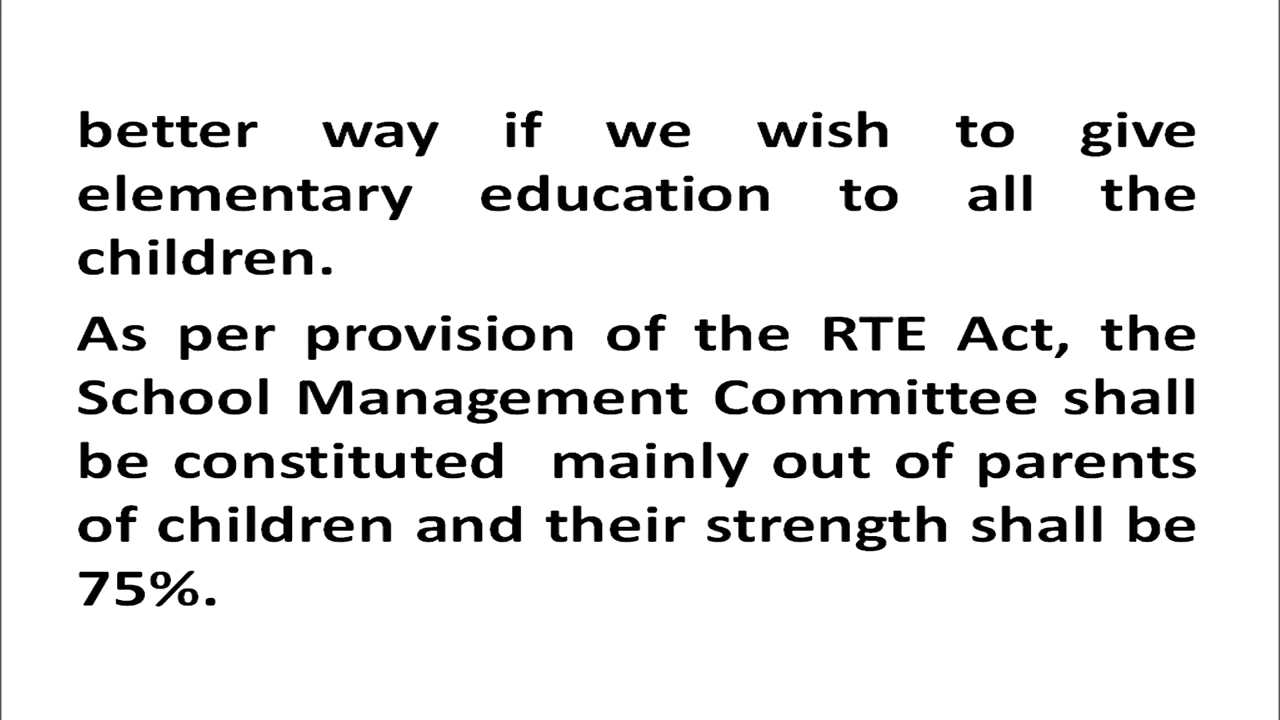 better way if we wish to give
elementary education to all the
children.
As per provision of the RTE Act, the
School Management Committee shall
be constituted mainly out of parents
of children and their strength shall be
75%.